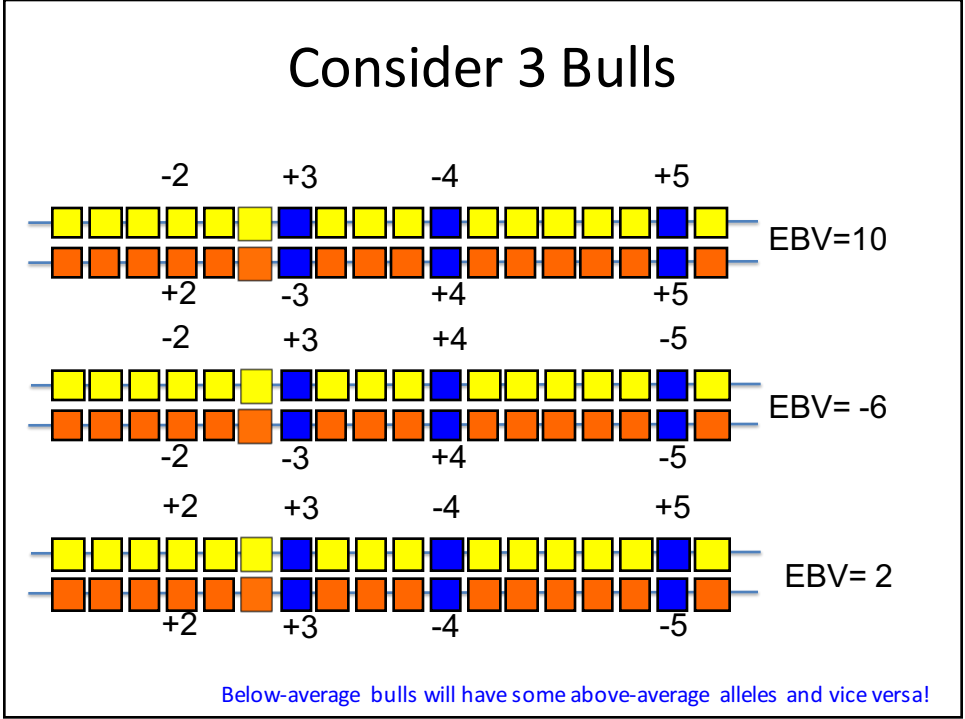 Consider 3 Bulls
-2 +3 -4 +5
EBV=10
+2 -3 +4 +5
-2 +3 +4 -5
EBV= -6
-2 -3 +4 -5
+2 +3 -4 +5
EBV= 2
+2 +3 -4 -5
Below-average bulls will have some above-average alleles and vice versa!